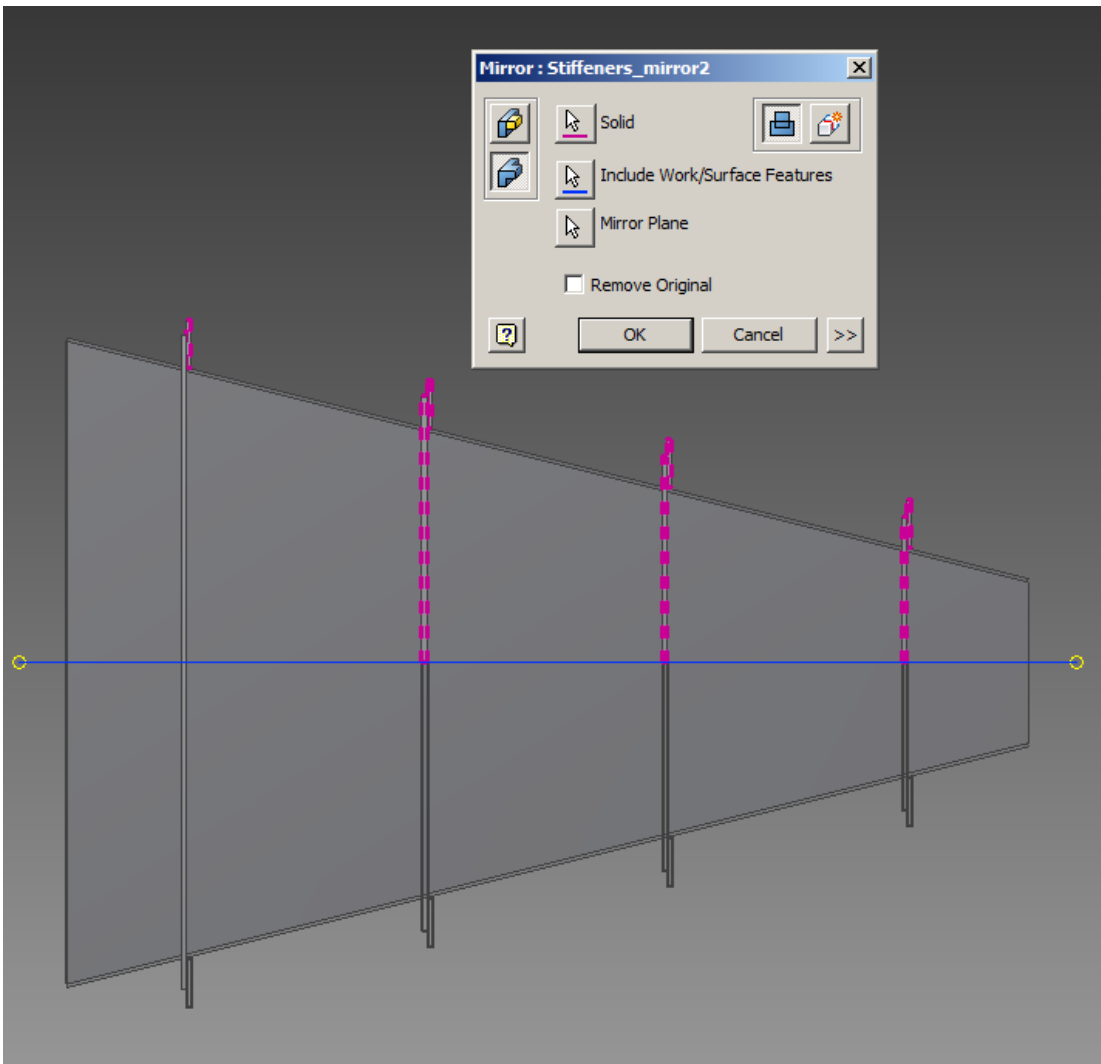 Mirror : Stiffeners_mirror2
Solid
Include Work/Surface Features
Mirror Plane
Remove Original
OK Cancel >>